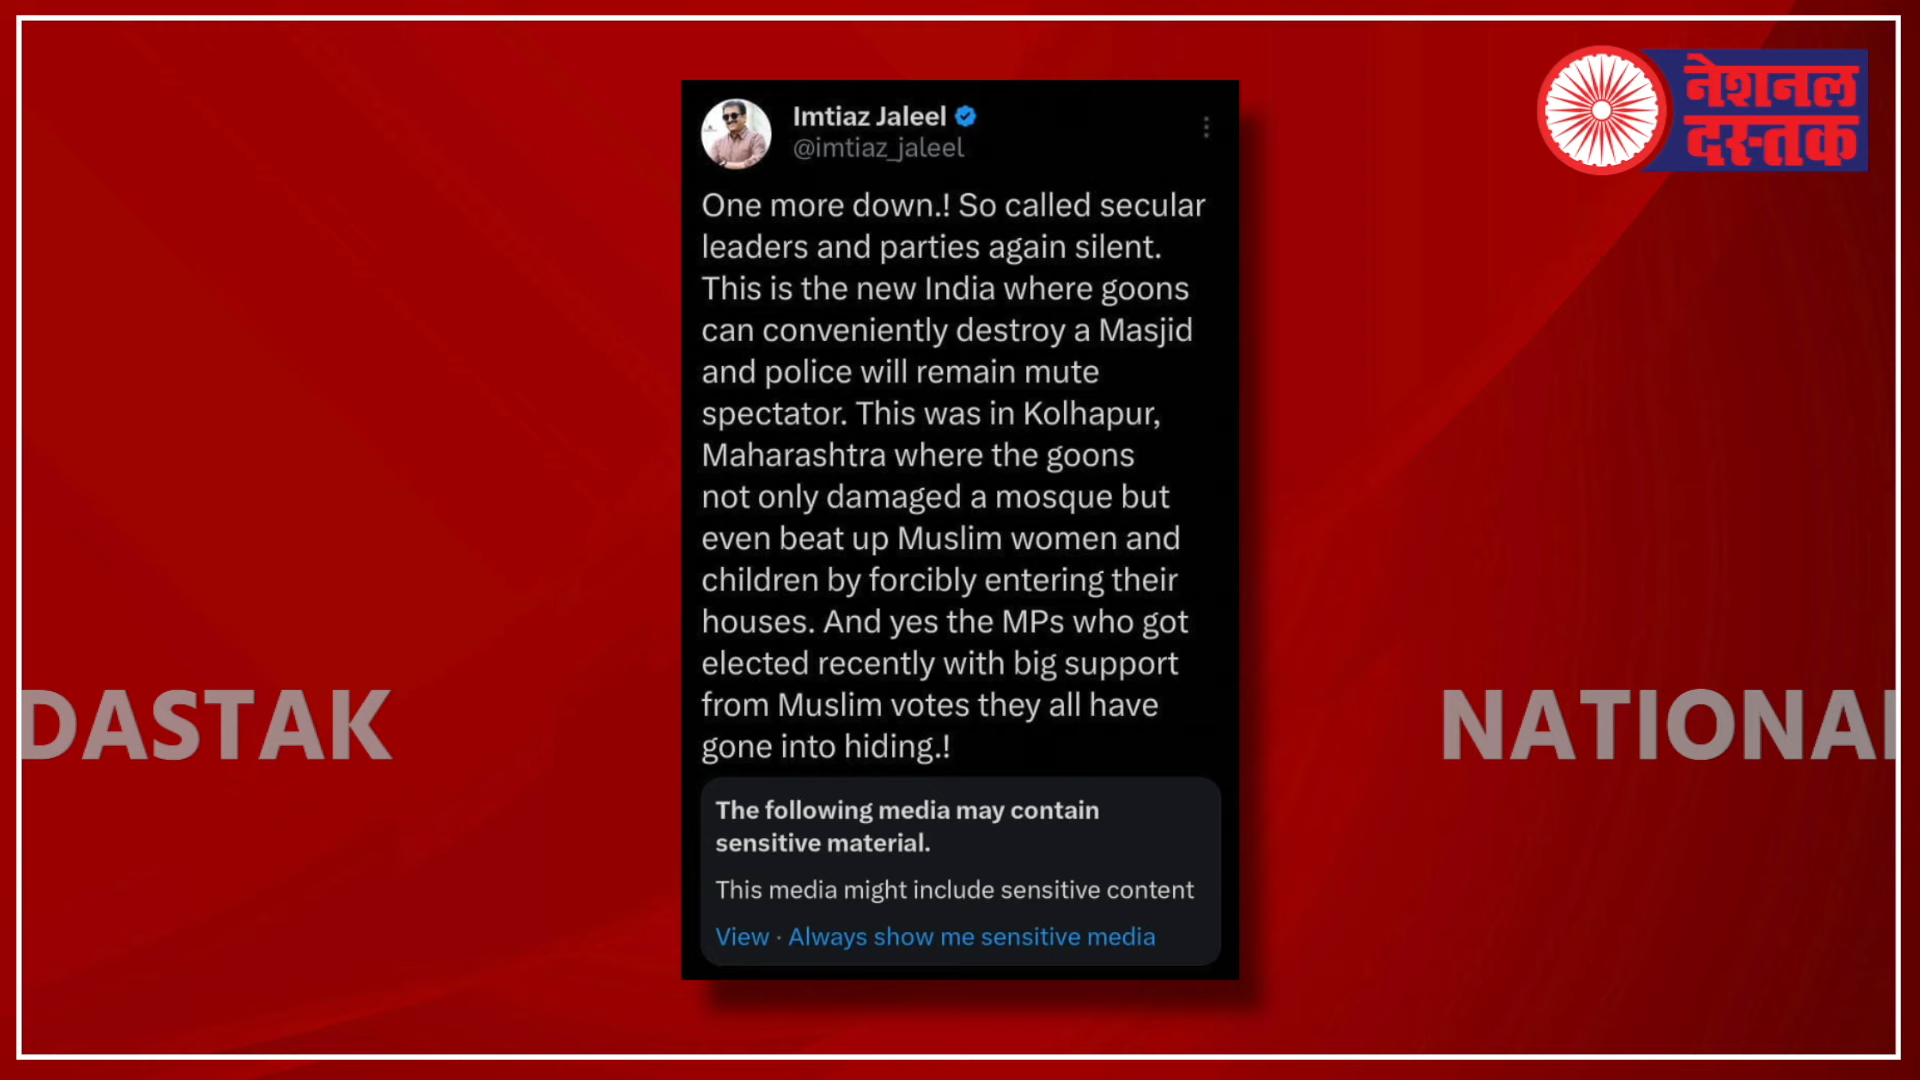 नेशनल
दस्तक
Imtiaz Jaleel
@imtiaz_jaleel
One more down.! So called secular
leaders and parties again silent.
This is the new India where goons
can conveniently destroy a Masjid
and police will remain mute
spectator. This was in Kolhapur,
Maharashtra where the goons
not only damaged a mosque but
even beat up Muslim women and
children by forcibly entering their
houses. And yes the MPs who got
elected recently with big support
from Muslim votes they all have
gone into hiding.!
The following media may contain
sensitive material.
This media might include sensitive content
View · Always show me sensitive media
DASTAK
NATIONAL